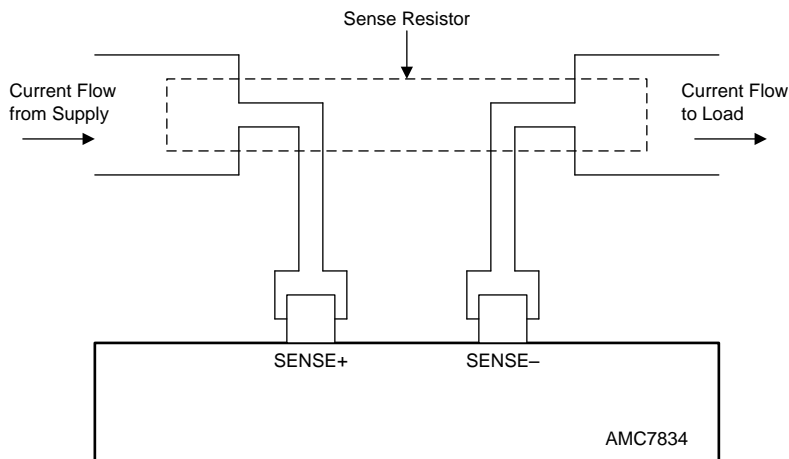 Sense Resistor
Current Flow
from Supply
Current Flow
to Load
SENSE+
SENSE–
AMC7834